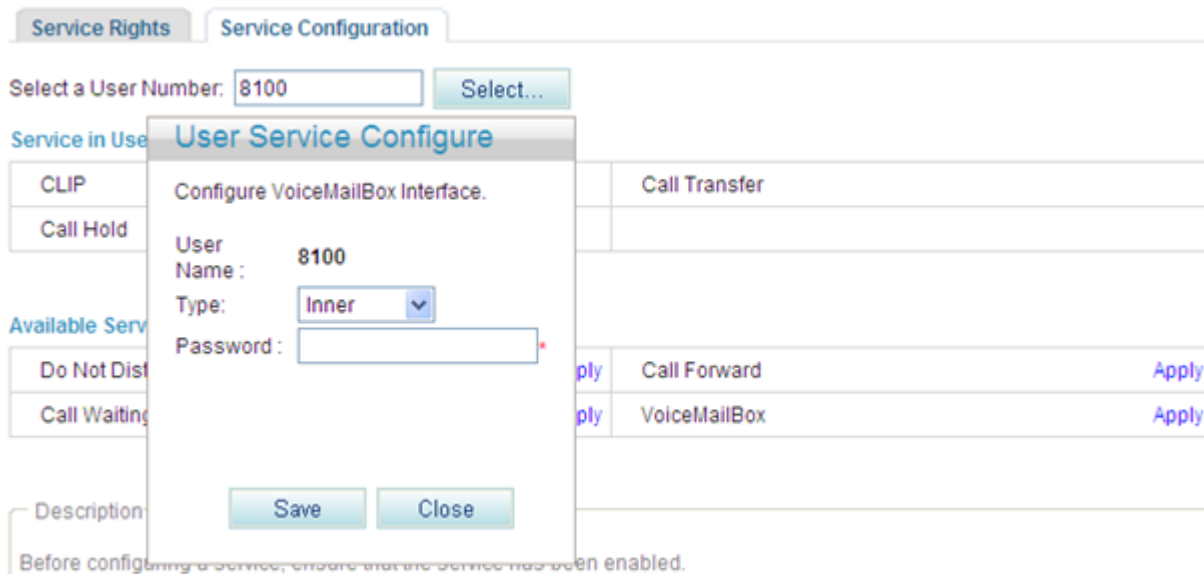 Service Rights Service Configuration
Select a User Number: 8100 Select...
Service in Use
User Service Configure
CLIP Call Transfer
Configure VoiceMailBox Interface.
Call Hold
User
Name : 8100
Type: Inner
Available Serv
Password : *
Do Not Dist ply Call Forward Apply
Call Waiting ply VoiceMailBox Apply
Save Close
Description
Before configuring a service, ensure that the service has been enabled.